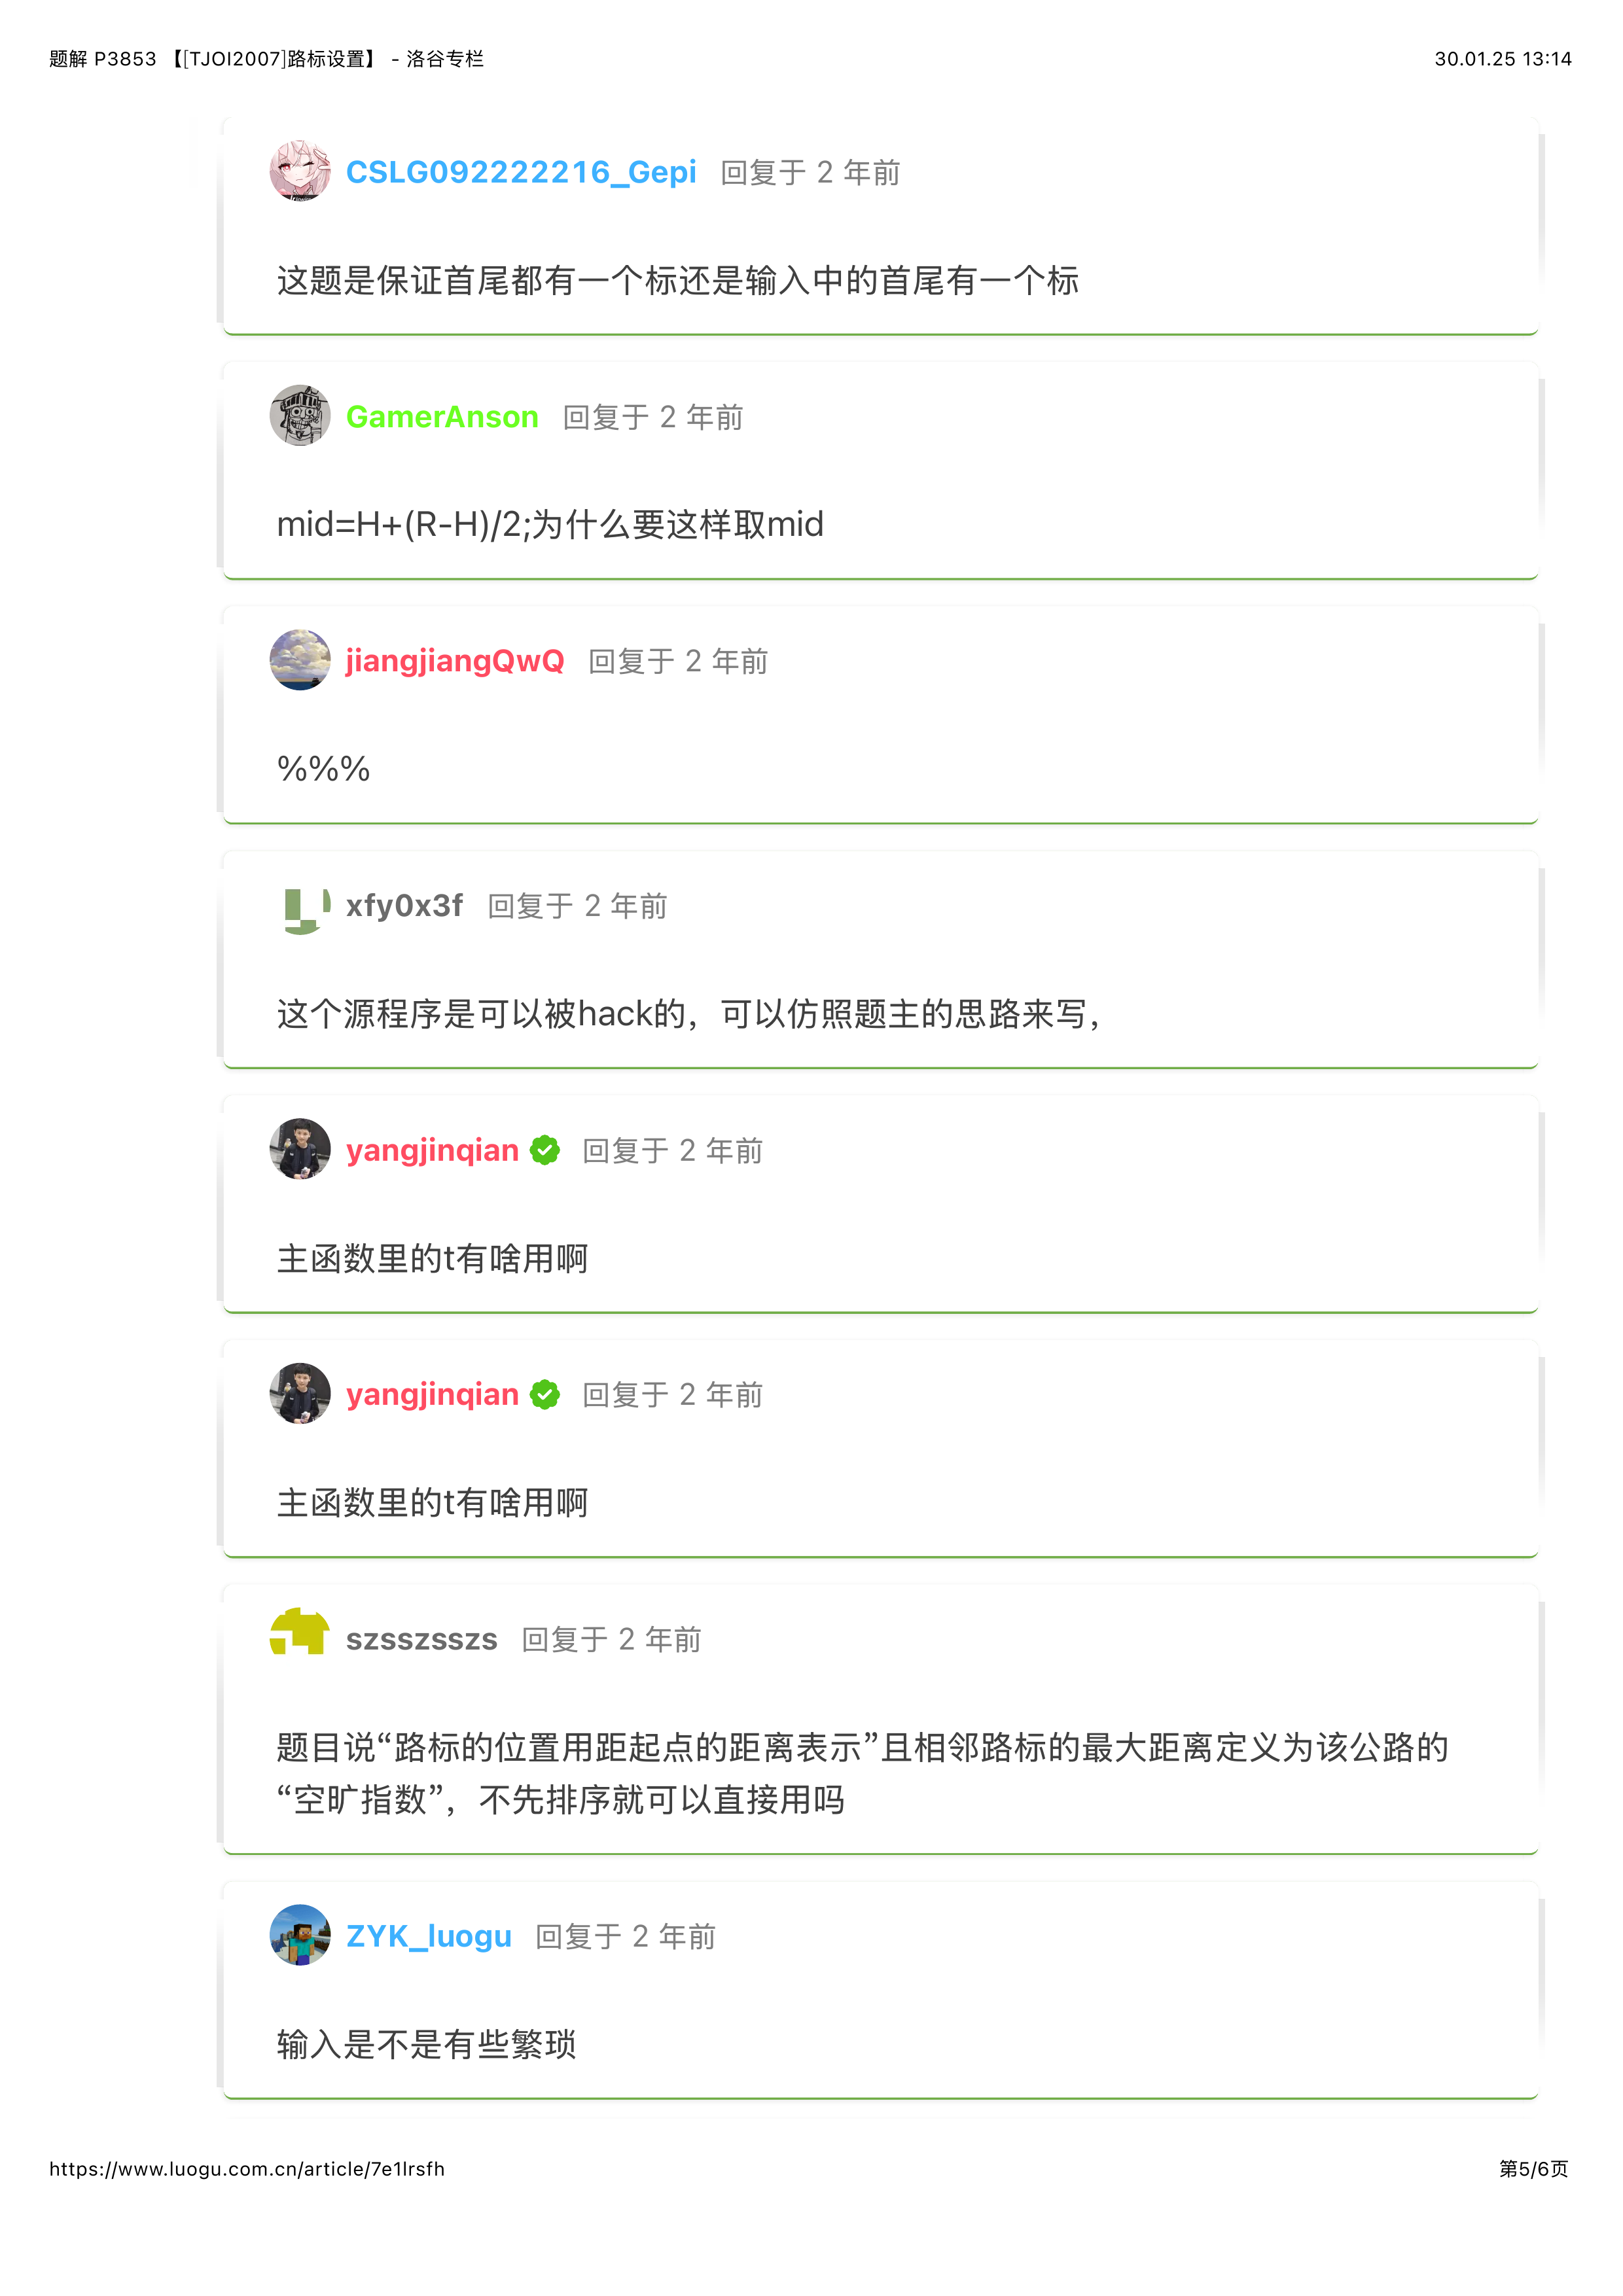 题解 P3853 【[TJOI2007]路标设置】 - 洛谷专栏
30.01.25 13:14
CSLG092222216_Gepi 回复于 2 年前
这题是保证首尾都有一个标还是输入中的首尾有一个标
GamerAnson 回复于 2 年前
mid=H+(R-H)/2;为什么要这样取mid
jiangjiangQwQ 回复于 2 年前
%%%
xfy0x3f 回复于 2 年前
这个源程序是可以被hack的，可以仿照题主的思路来写，
yangjinqian 回复于 2 年前
主函数里的t有啥用啊
yangjinqian 回复于 2 年前
主函数里的t有啥用啊
szsszsszs 回复于 2 年前
题目说“路标的位置用距起点的距离表示”且相邻路标的最大距离定义为该公路的
“空旷指数”，不先排序就可以直接用吗
ZYK_luogu 回复于 2 年前
输入是不是有些繁琐
https://www.luogu.com.cn/article/7e1lrsfh
第5/6页